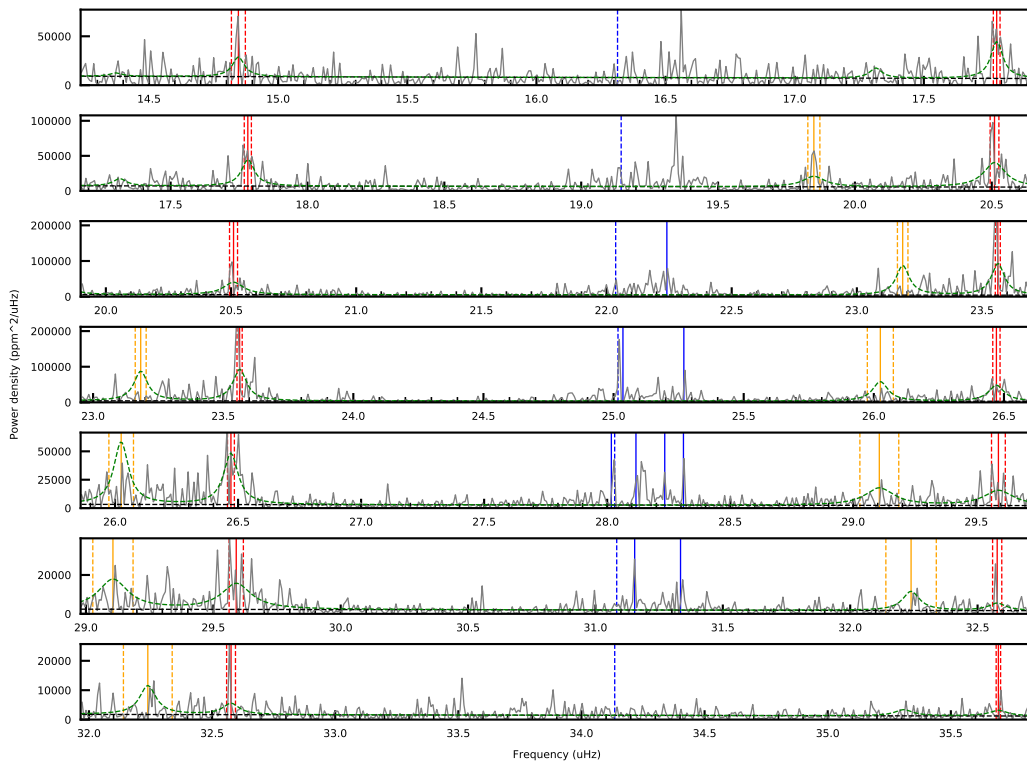 50000
0
14.5 15.0 15.5 16.0 16.5 17.0 17.5
100000
50000
0
17.5 18.0 18.5 19.0 19.5 20.0 20.5
200000
100000
0
20.0 20.5 21.0 21.5 22.0 22.5 23.0 23.5
200000
100000
0
23.0 23.5 24.0 24.5 25.0 25.5 26.0 26.5
50000
25000
0
26.0 26.5 27.0 27.5 28.0 28.5 29.0 29.5
20000
0
29.0 29.5 30.0 30.5 31.0 31.5 32.0 32.5
20000
10000
0
32.0 32.5 33.0 33.5 34.0 34.5 35.0 35.5
Power density (ppm^2/uHz)
Frequency (uHz)